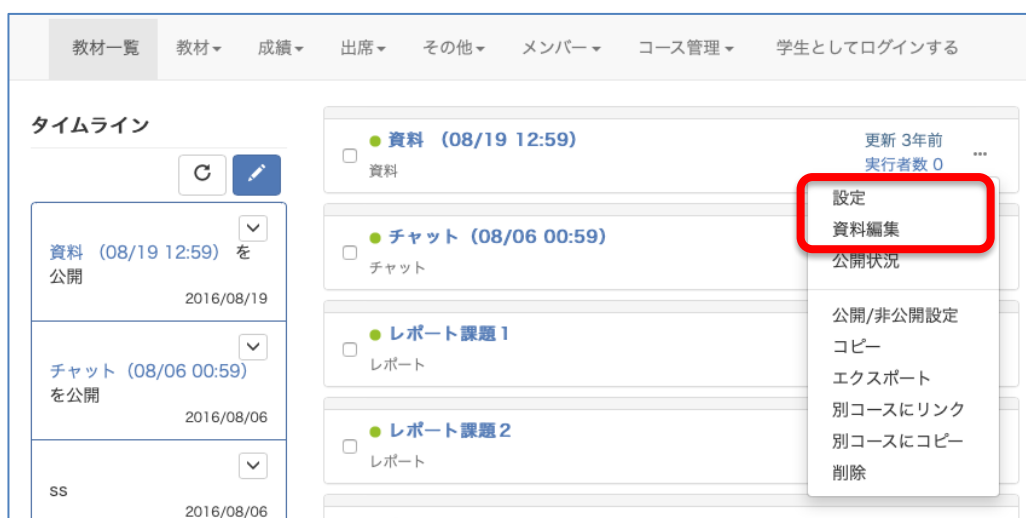 教材一覧 教材 成績 出席 その他 メンバー コース管理 学生としてログインする
タイムライン
資料 （08/19 12:59） を
公開
2016/08/19
チャット（08/06 00:59）
を公開
2016/08/06
ss
2016/08/06
資料 （08/19 12:59）
資料
更新 3年前
実行者数 0
チャット（08/06 00:59）
チャット
レポート課題１
レポート
レポート課題２
レポート
設定
資料編集
公開状況
公開/非公開設定
コピー
エクスポート
別コースにリンク
別コースにコピー
削除